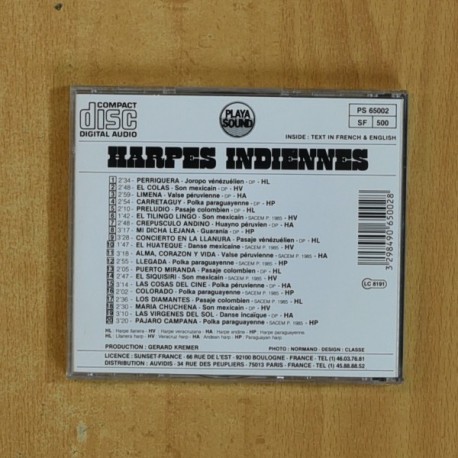 COMPACT
disc
DIGITAL AUDIO
PLAYA
SOUND
PS 65002
SF 500
INSIDE : TEXT IN FRENCH & ENGLISH
HARPES INDIENNES
1 2'34 - PERRIQUERA - Joropo vénézuélien - DP - HL
2 2'48 - EL COLAS - Son mexicain - DP - HV
3 2'59 - LIMENA - Valse péruvienne - DP - HA
4 2'54 - CARRETAGUY - Polka paraguayenne - DP - HP
5 2'10 - PRELUDIO - Pasaje colombien - DP - HL
6 1'42 - EL TILINGO LINGO - Son mexicain - SACEM P. 1985 - HV
7 2'48 - CREPUSCULO ANDINO - Huayno péruvien - DP - HA
8 3'17 - MI DICHA LEJANA - Guarania - DP - HP
9 3'28 - CONCIERTO EN LA LLANURA - Pasaje vénézuélien - DP - HL
10 1'47 - EL HUATEQUE - Danse mexicaine - SACEM P. 1985 - HV
11 3'18 - ALMA, CORAZON Y VIDA - Valse péruvienne - SACEM P. 1985 - HA
12 2'55 - LLEGADA - Polka paraguayenne - SACEM P. 1985 - HP
13 2'05 - PUERTO MIRANDA - Pasaje colombien - DP - HL
14 2'47 - EL SIQUISIRI - Son mexicain - SACEM P. 1985 - HV
15 3'14 - LAS COSAS DEL CINE - Pasaje péruvien - DP - HA
16 2'02 - COLORADO - Polka paraguayenne - SACEM P. 1985 - HP
17 2'36 - LOS DIAMANTES - Pasaje colombien - DP - HL
18 2'30 - MARIA CHUCHENA - Son mexicain - DP - HV
19 3'10 - LAS VIRGENES DEL SOL - Danse incaïque - DP - HA
20 3'20 - PAJARO CAMPANA - Polka paraguayenne - SACEM P. 1985 - HP
3298490650028
LC 8191
PRODUCTION : GERARD KREMER
PHOTO : NORMAND - DESIGN : CLASSE
LICENCE : SUNSET-FRANCE - 66 RUE DE L'EST - 92100 BOULOGNE - FRANCE - TEL (1) 46.03.76.81
DISTRIBUTION : AUVIDIS - 34 RUE DES PEUPLIERS - 75013 PARIS - FRANCE - TEL (1) 45.88.88.52